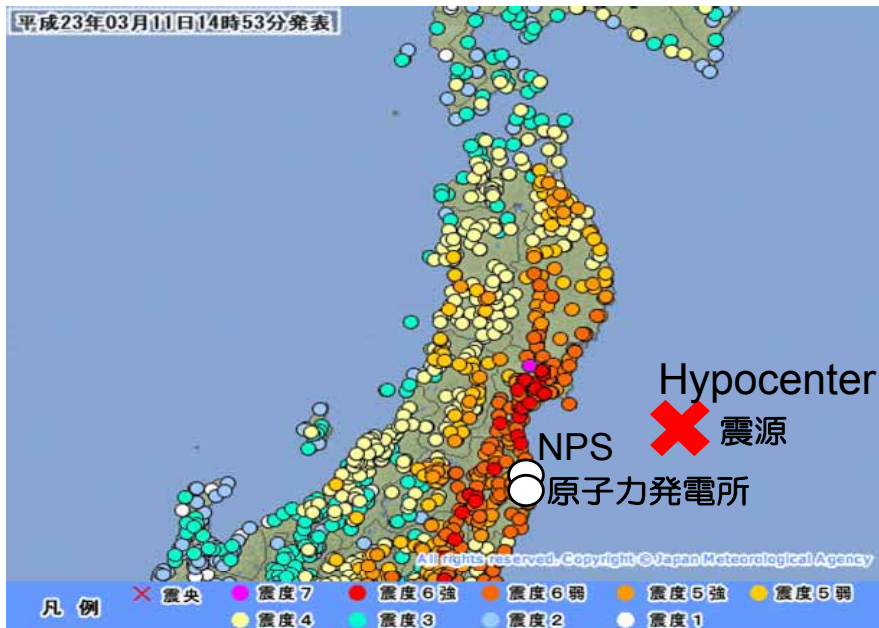 平成23年03月11日14時53分発表
Hypocenter
震源
NPS
原子力発電所
All rights reserved. Copyright © Japan Meteorological Agency
凡 例
震央 震度7 震度6強 震度6弱 震度5強 震度5弱
震度4 震度3 震度2 震度1